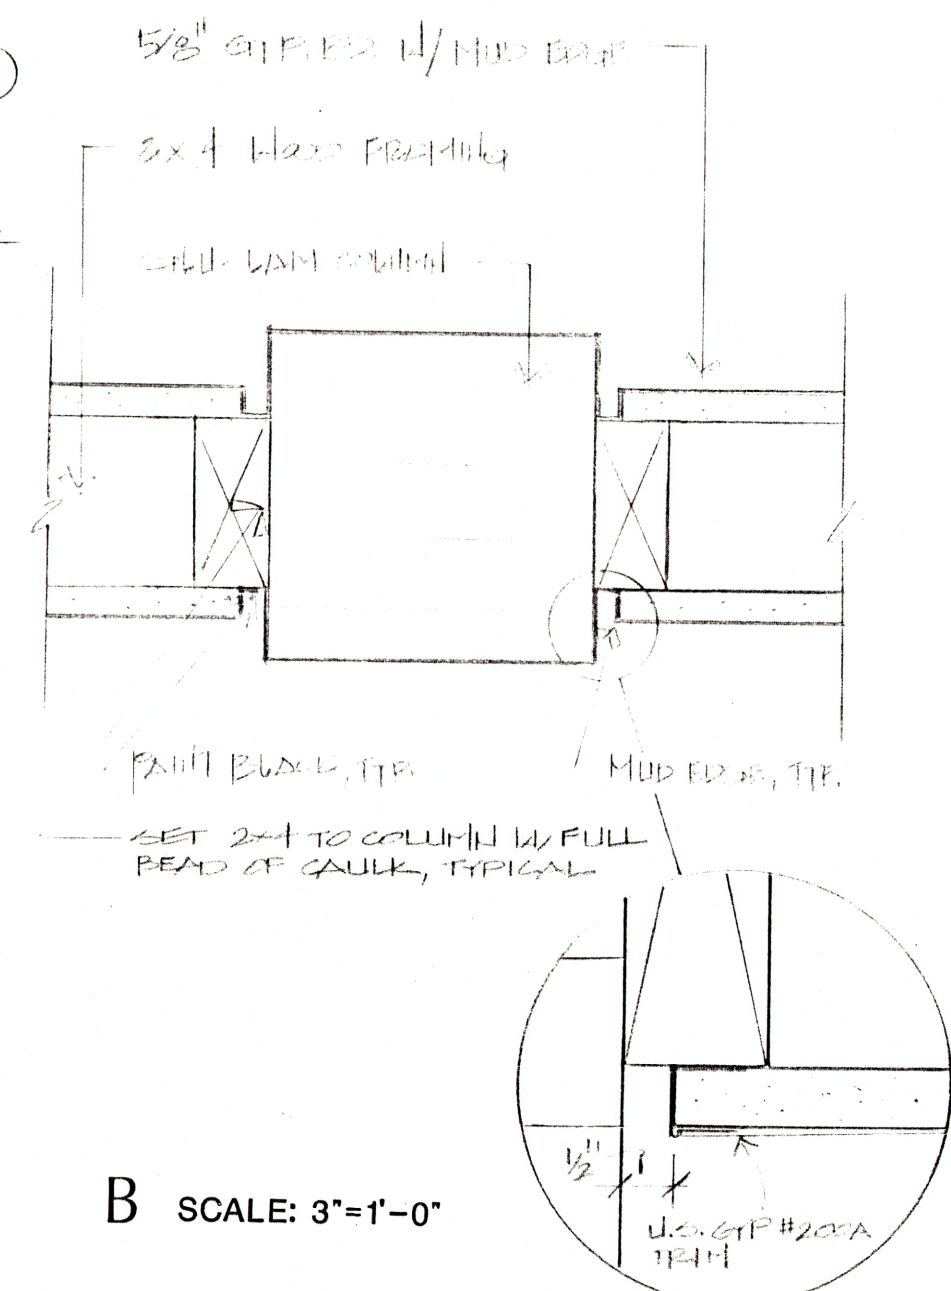 5/8" GYP. BD. W/ MUD EDGE
2x4 WOOD FRAMING
GLU-LAM COLUMN
PAINT BLACK, TYP.
MUD EDGE, TYP.
SET 2x4 TO COLUMN W/ FULL
BEAD OF CAULK, TYPICAL
1/2"
U.S. GYP #200A
TRIM
B SCALE: 3"=1'-0"